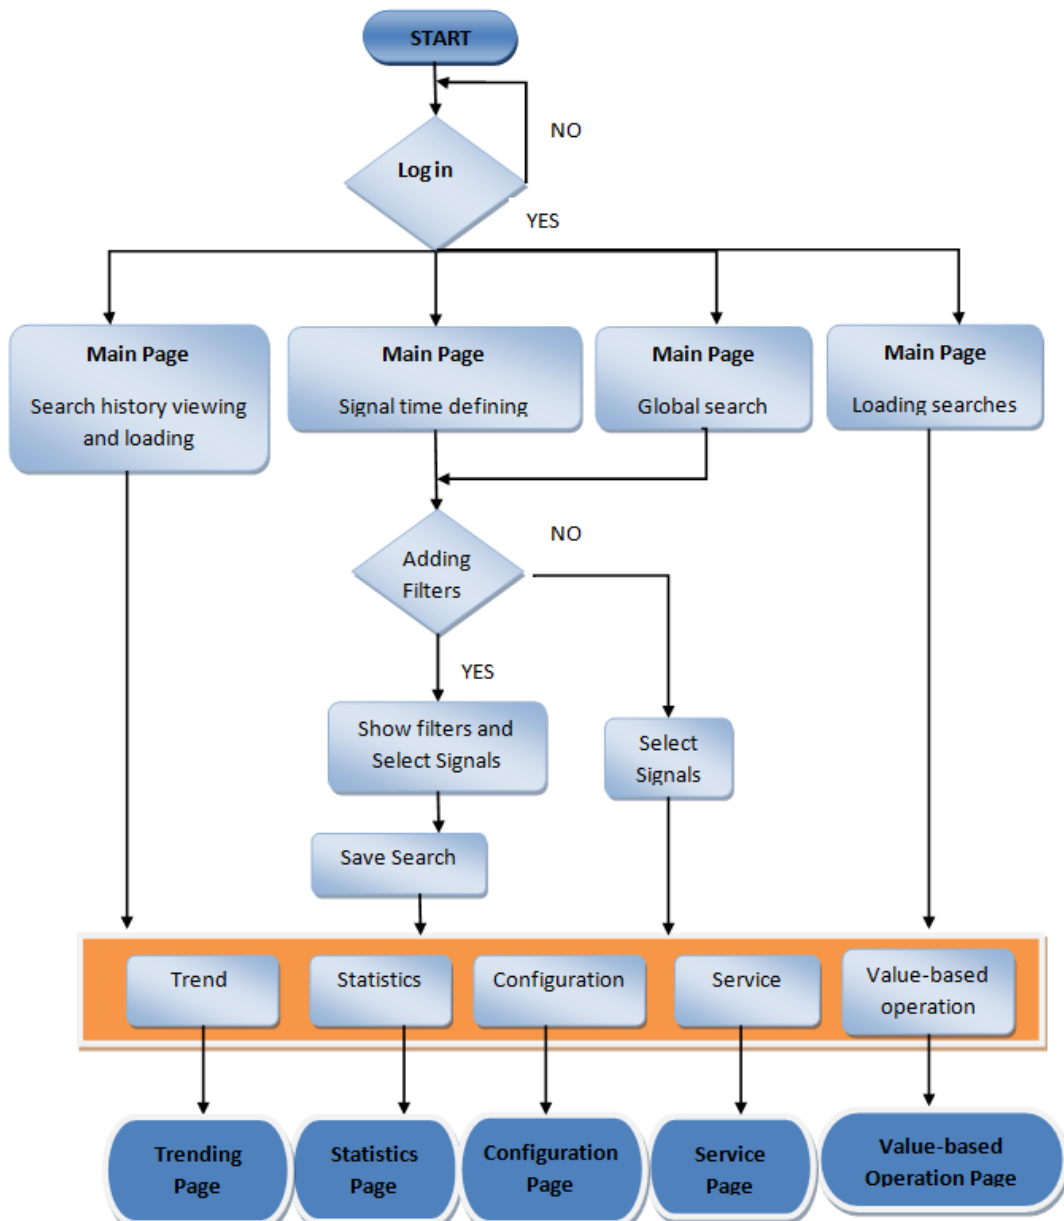 START
NO
Log in
YES
Main Page
Search history viewing
and loading
Main Page
Signal time defining
Main Page
Global search
Main Page
Loading searches
NO
Adding
Filters
YES
Show filters and
Select Signals
Select
Signals
Save Search
Trend
Statistics
Configuration
Service
Value-based
operation
Trending
Page
Statistics
Page
Configuration
Page
Service
Page
Value-based
Operation Page